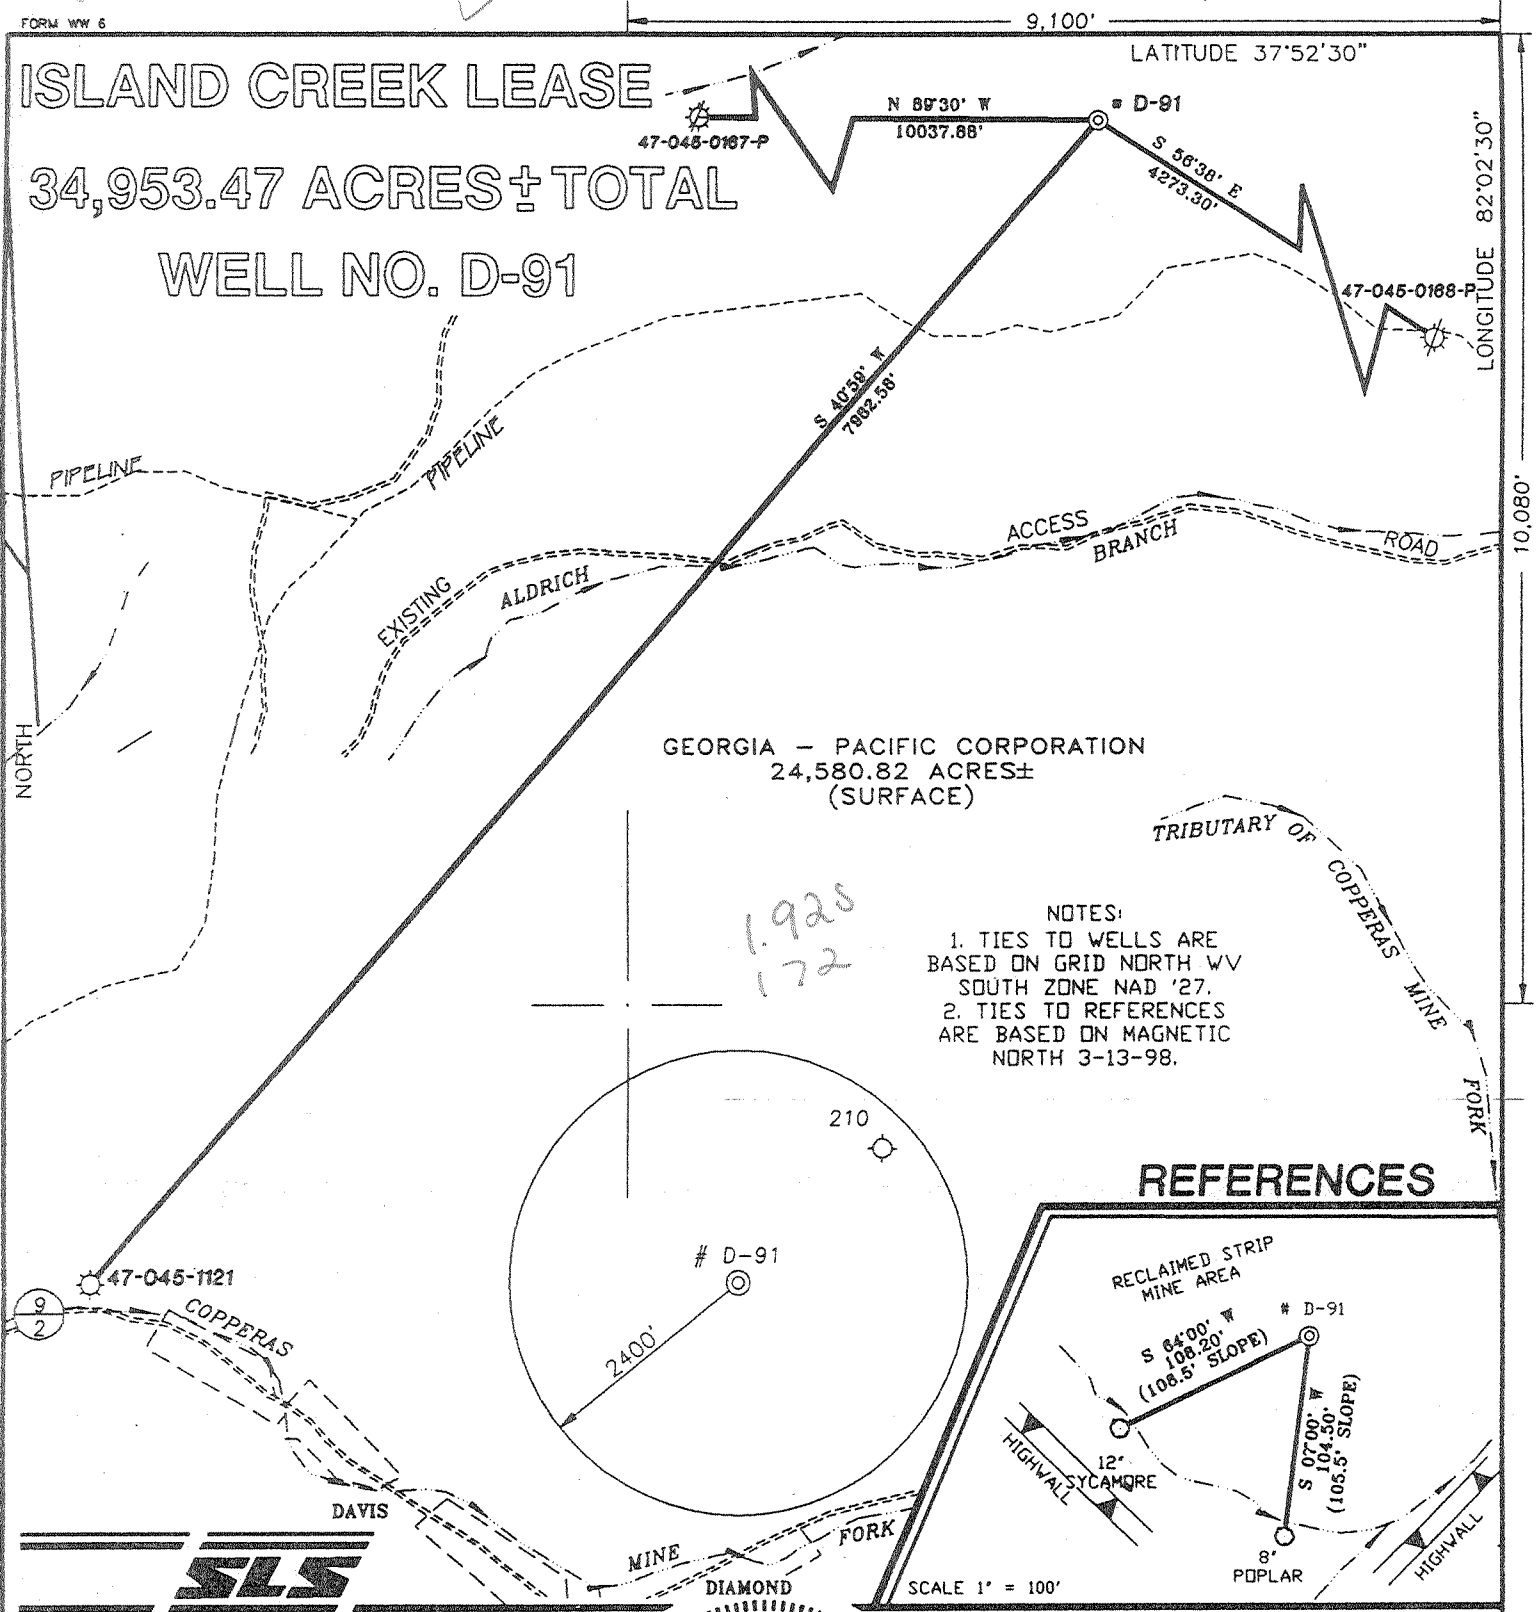 FORM WW 6
9,100'
LATITUDE 37°52'30"
ISLAND CREEK LEASE
34,953.47 ACRES± TOTAL
WELL NO. D-91
47-045-0167-P
N 89°30' W
10037.88'
# D-91
S 56°38' E
4273.30'
LONGITUDE 82°02'30"
47-045-0168-P
S 40°59' W
7982.58'
PIPELINE
PIPELINE
10,080'
EXISTING
ACCESS
ROAD
ALDRICH
BRANCH
NORTH
GEORGIA - PACIFIC CORPORATION
24,580.82 ACRES±
(SURFACE)
TRIBUTARY OF
COPPERAS
MINE
FORK
1.925
172
NOTES:
1. TIES TO WELLS ARE
BASED ON GRID NORTH WV
SOUTH ZONE NAD '27.
2. TIES TO REFERENCES
ARE BASED ON MAGNETIC
NORTH 3-13-98.
210
# D-91
2400'
47-045-1121
9
2
COPPERAS
DAVIS
MINE
FORK
DIAMOND
SLS
REFERENCES
RECLAIMED STRIP
MINE AREA
# D-91
S 64°00' W
108.20'
(108.5' SLOPE)
S 07°00' W
104.50'
(105.5' SLOPE)
HIGHWALL
12"
SYCAMORE
8"
POPLAR
HIGHWALL
SCALE 1" = 100'